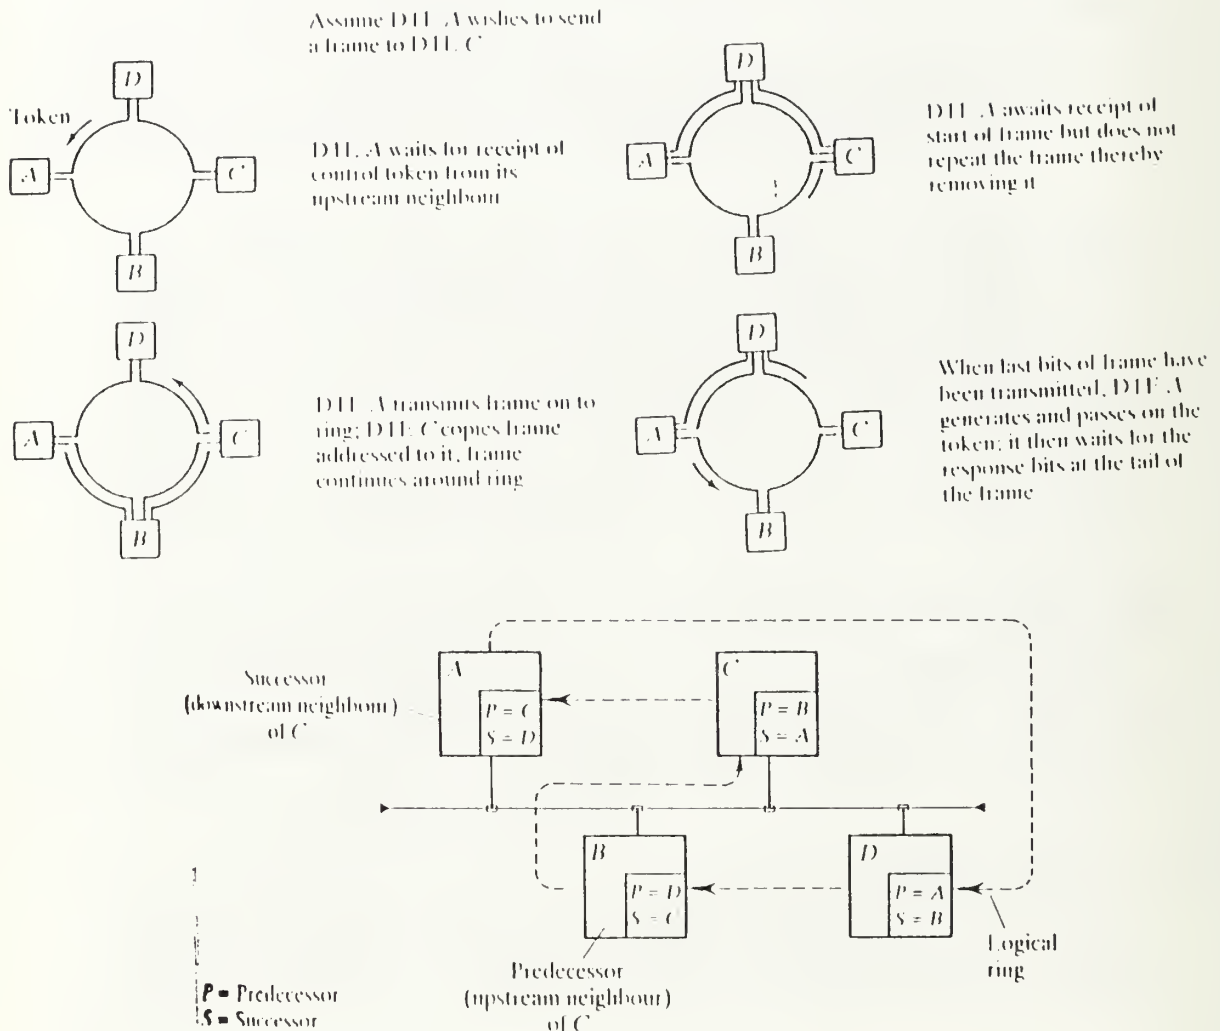 Assume DTE A wishes to send
a frame to DTE C
D
Token
A
C
B
DTE A waits for receipt of
control token from its
upstream neighbour
D
A
C
B
DTE A awaits receipt of
start of frame but does not
repeat the frame thereby
removing it
D
A
C
B
DTE A transmits frame on to
ring; DTE C copies frame
addressed to it, frame
continues around ring
D
A
C
B
When last bits of frame have
been transmitted, DTE A
generates and passes on the
token; it then waits for the
response bits at the tail of
the frame
Successor
(downstream neighbour)
of C
A
P = C
S = D
C
P = B
S = A
B
P = D
S = C
D
P = A
S = B
Logical
ring
Predecessor
(upstream neighbour)
of C
P = Predecessor
S = Successor